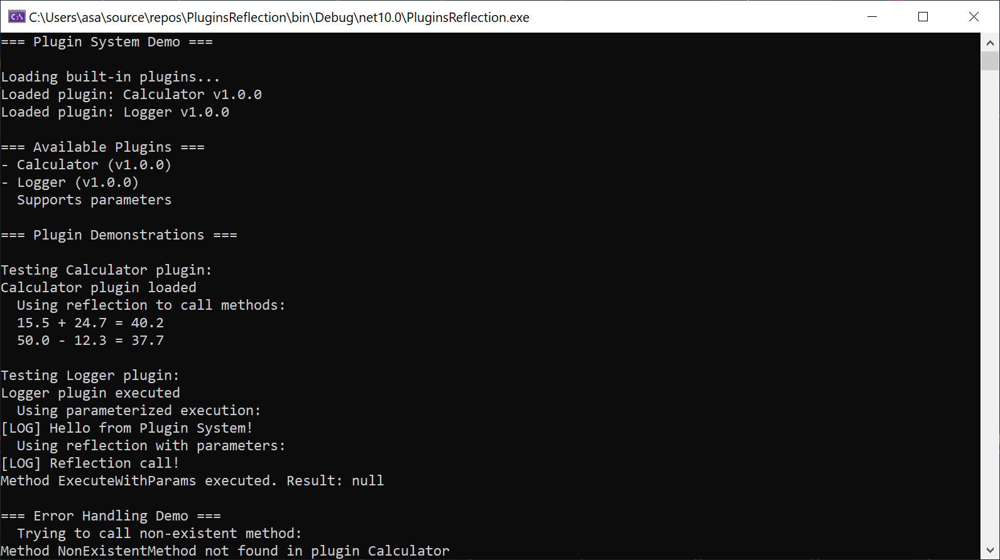 C:\Users\asa\source\repos\PluginsReflection\bin\Debug\net10.0\PluginsReflection.exe
=== Plugin System Demo ===
Loading built-in plugins...
Loaded plugin: Calculator v1.0.0
Loaded plugin: Logger v1.0.0
=== Available Plugins ===
- Calculator (v1.0.0)
- Logger (v1.0.0)
  Supports parameters
=== Plugin Demonstrations ===
Testing Calculator plugin:
Calculator plugin loaded
  Using reflection to call methods:
  15.5 + 24.7 = 40.2
  50.0 - 12.3 = 37.7
Testing Logger plugin:
Logger plugin executed
  Using parameterized execution:
[LOG] Hello from Plugin System!
  Using reflection with parameters:
[LOG] Reflection call!
Method ExecuteWithParams executed. Result: null
=== Error Handling Demo ===
  Trying to call non-existent method:
Method NonExistentMethod not found in plugin Calculator